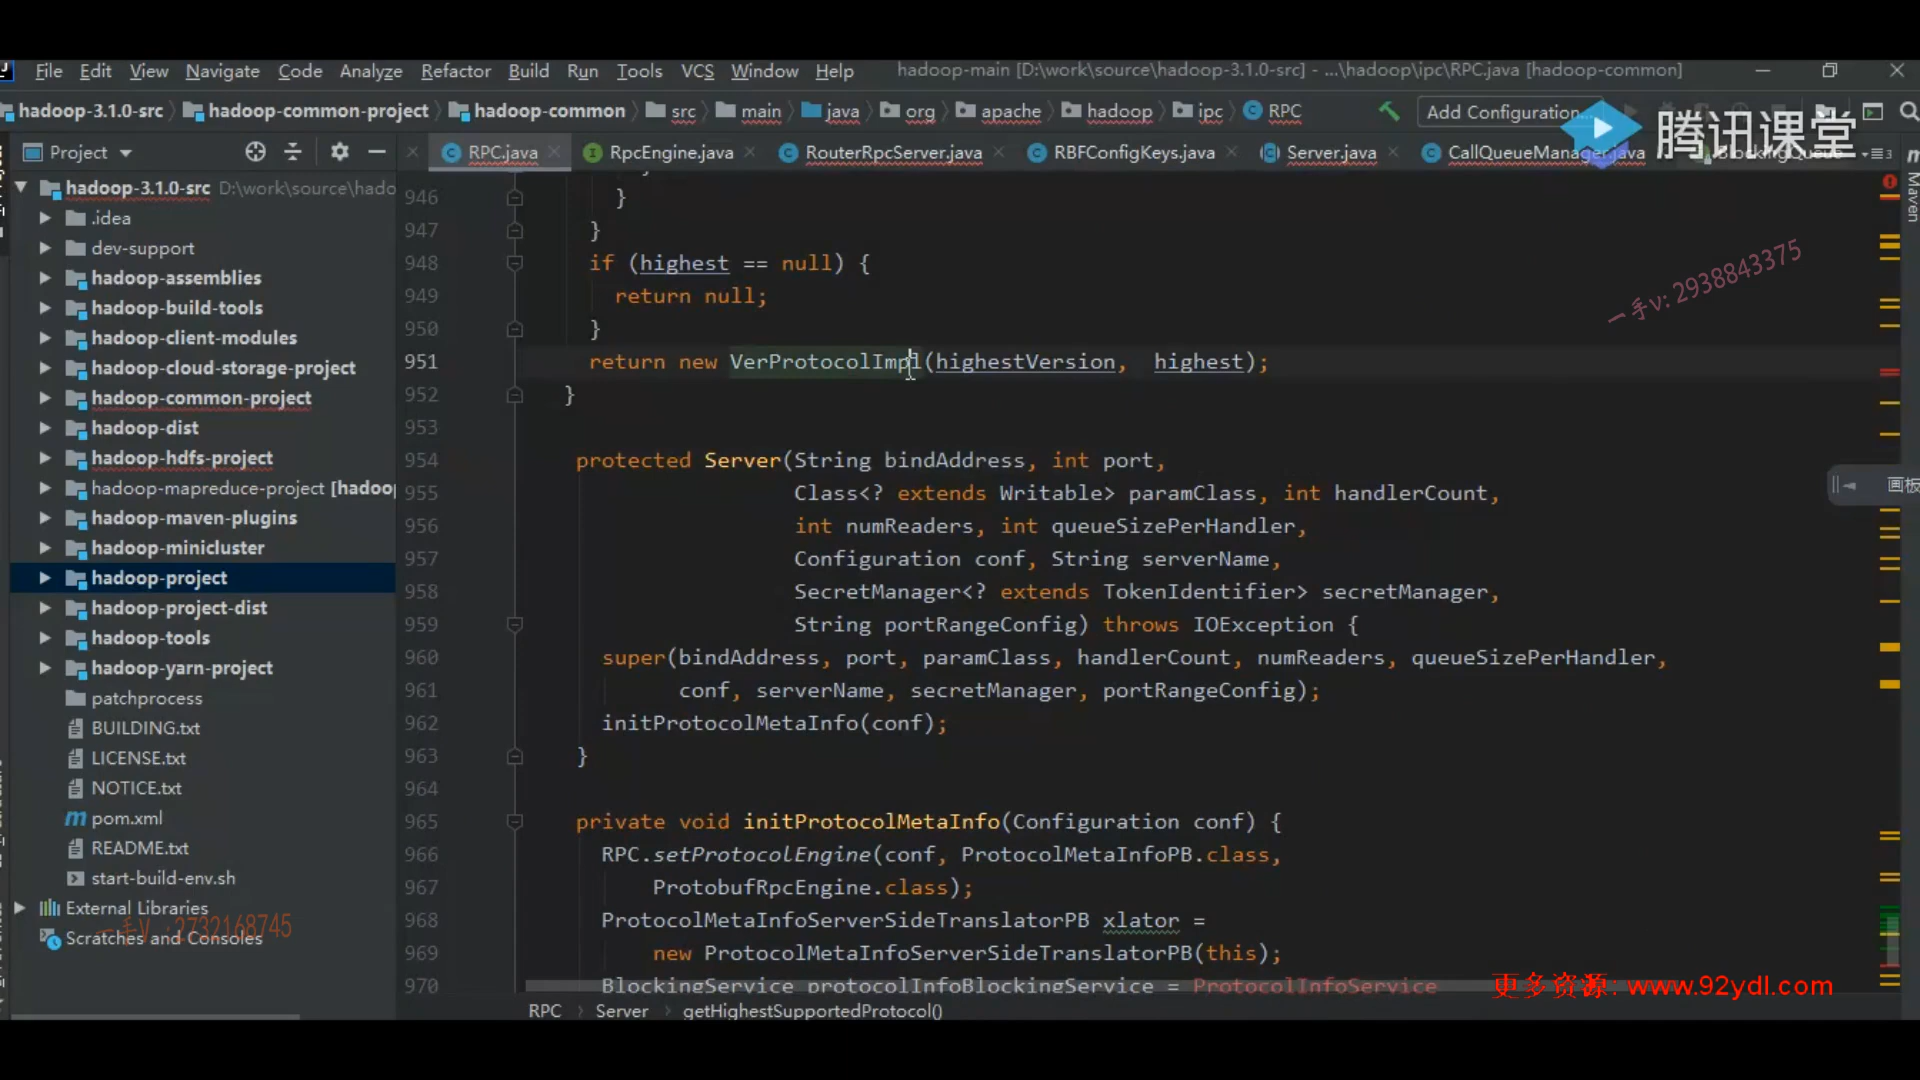 File Edit View Navigate Code Analyze Refactor Build Run Tools VCS Window Help hadoop-main [D:\work\source\hadoop-3.1.0-src] - ...\hadoop\ipc\RPC.java [hadoop-common]
hadoop-3.1.0-src hadoop-common-project hadoop-common src main java org apache hadoop ipc RPC Add Configuration...
腾讯课堂
Project RPC.java RpcEngine.java RouterRpcServer.java RBFConfigKeys.java Server.java CallQueueManager.java BlockingQueue
Maven
hadoop-3.1.0-src D:\work\source\hado
.idea
dev-support
hadoop-assemblies
hadoop-build-tools
hadoop-client-modules
hadoop-cloud-storage-project
hadoop-common-project
hadoop-dist
hadoop-hdfs-project
hadoop-mapreduce-project [hadoo
hadoop-maven-plugins
hadoop-minicluster
hadoop-project
hadoop-project-dist
hadoop-tools
hadoop-yarn-project
patchprocess
BUILDING.txt
LICENSE.txt
NOTICE.txt
pom.xml
README.txt
start-build-env.sh
External Libraries
Scratches and Consoles
一手V:2732168745
946 }
947 }
948 if (highest == null) {
949 return null;
950 }
951 return new VerProtocolImpl(highestVersion, highest);
952 }
953
954 protected Server(String bindAddress, int port,
955 Class<? extends Writable> paramClass, int handlerCount,
956 int numReaders, int queueSizePerHandler,
957 Configuration conf, String serverName,
958 SecretManager<? extends TokenIdentifier> secretManager,
959 String portRangeConfig) throws IOException {
960 super(bindAddress, port, paramClass, handlerCount, numReaders, queueSizePerHandler,
961 conf, serverName, secretManager, portRangeConfig);
962 initProtocolMetaInfo(conf);
963 }
964
965 private void initProtocolMetaInfo(Configuration conf) {
966 RPC.setProtocolEngine(conf, ProtocolMetaInfoPB.class,
967 ProtobufRpcEngine.class);
968 ProtocolMetaInfoServerSideTranslatorPB xlator =
969 new ProtocolMetaInfoServerSideTranslatorPB(this);
970 BlockingService protocolInfoBlockingService = ProtocolInfoService
一手v:2938843375
画板
更多资源: www.92ydl.com
RPC Server getHighestSupportedProtocol()